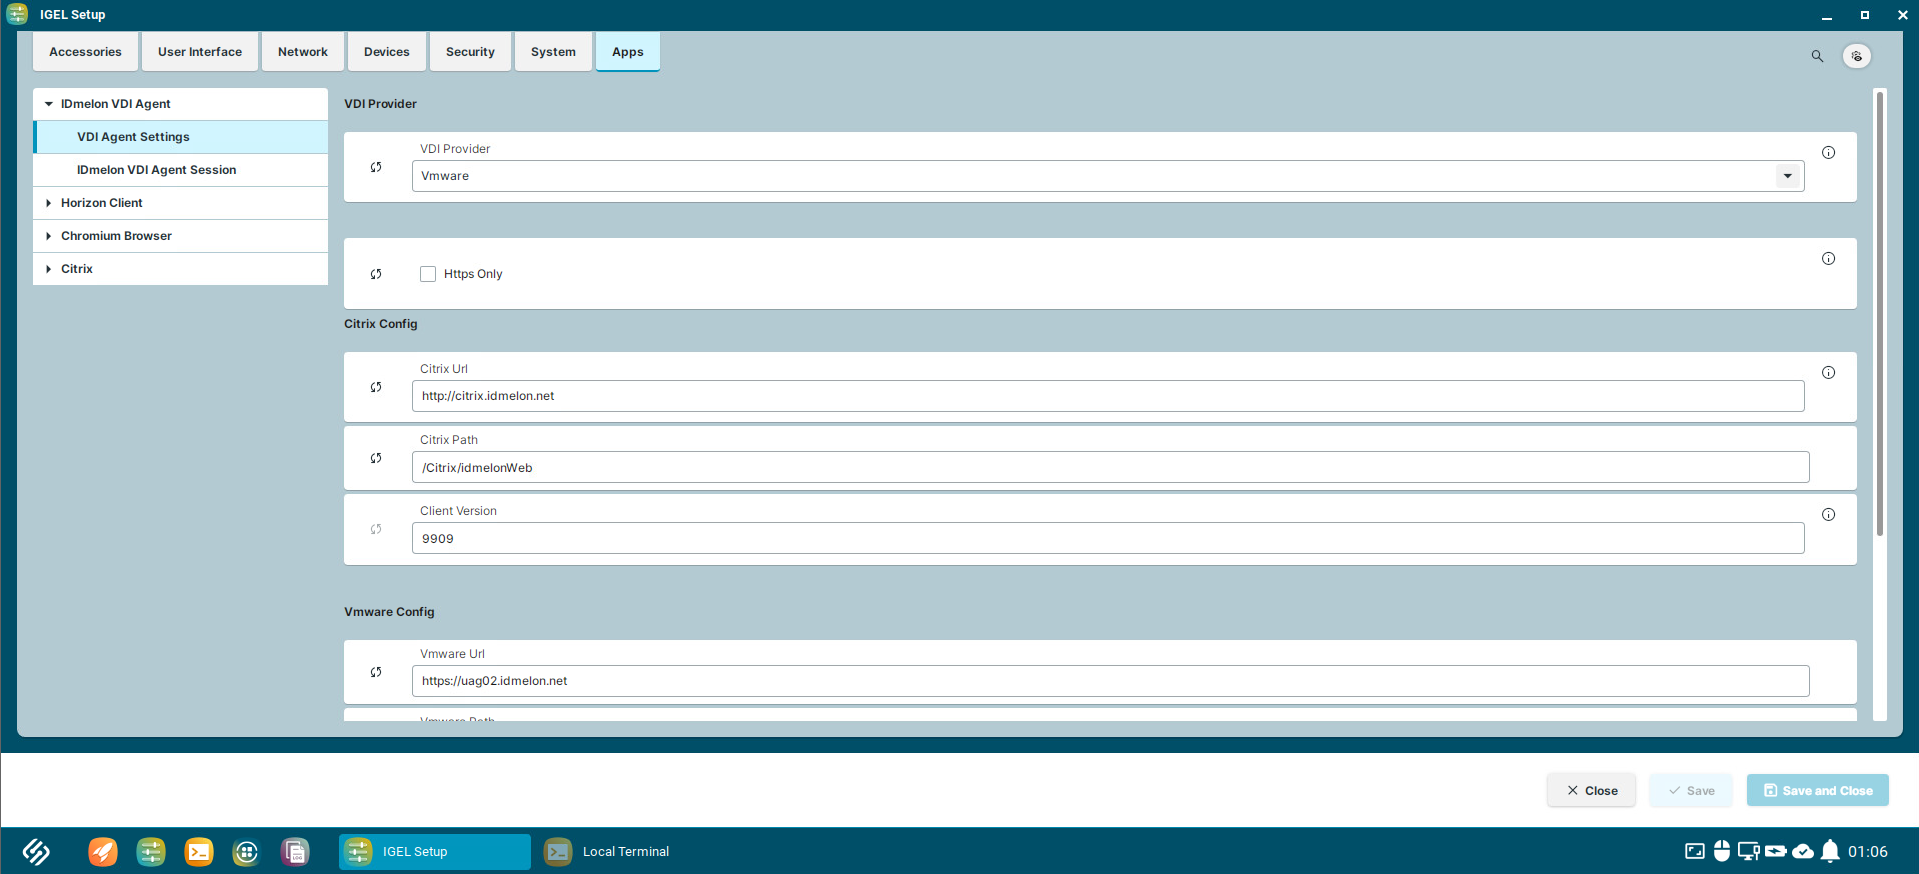 IGEL Setup
Accessories
User Interface
Network
Devices
Security
System
Apps
IDmelon VDI Agent
VDI Agent Settings
IDmelon VDI Agent Session
Horizon Client
Chromium Browser
Citrix
VDI Provider
VDI Provider
Vmware
Https Only
Citrix Config
Citrix Url
http://citrix.idmelon.net
Citrix Path
/Citrix/idmelonWeb
Client Version
9909
Vmware Config
Vmware Url
https://uag02.idmelon.net
Vmware Path
Close
Save
Save and Close
LOG
IGEL Setup
Local Terminal
01:06